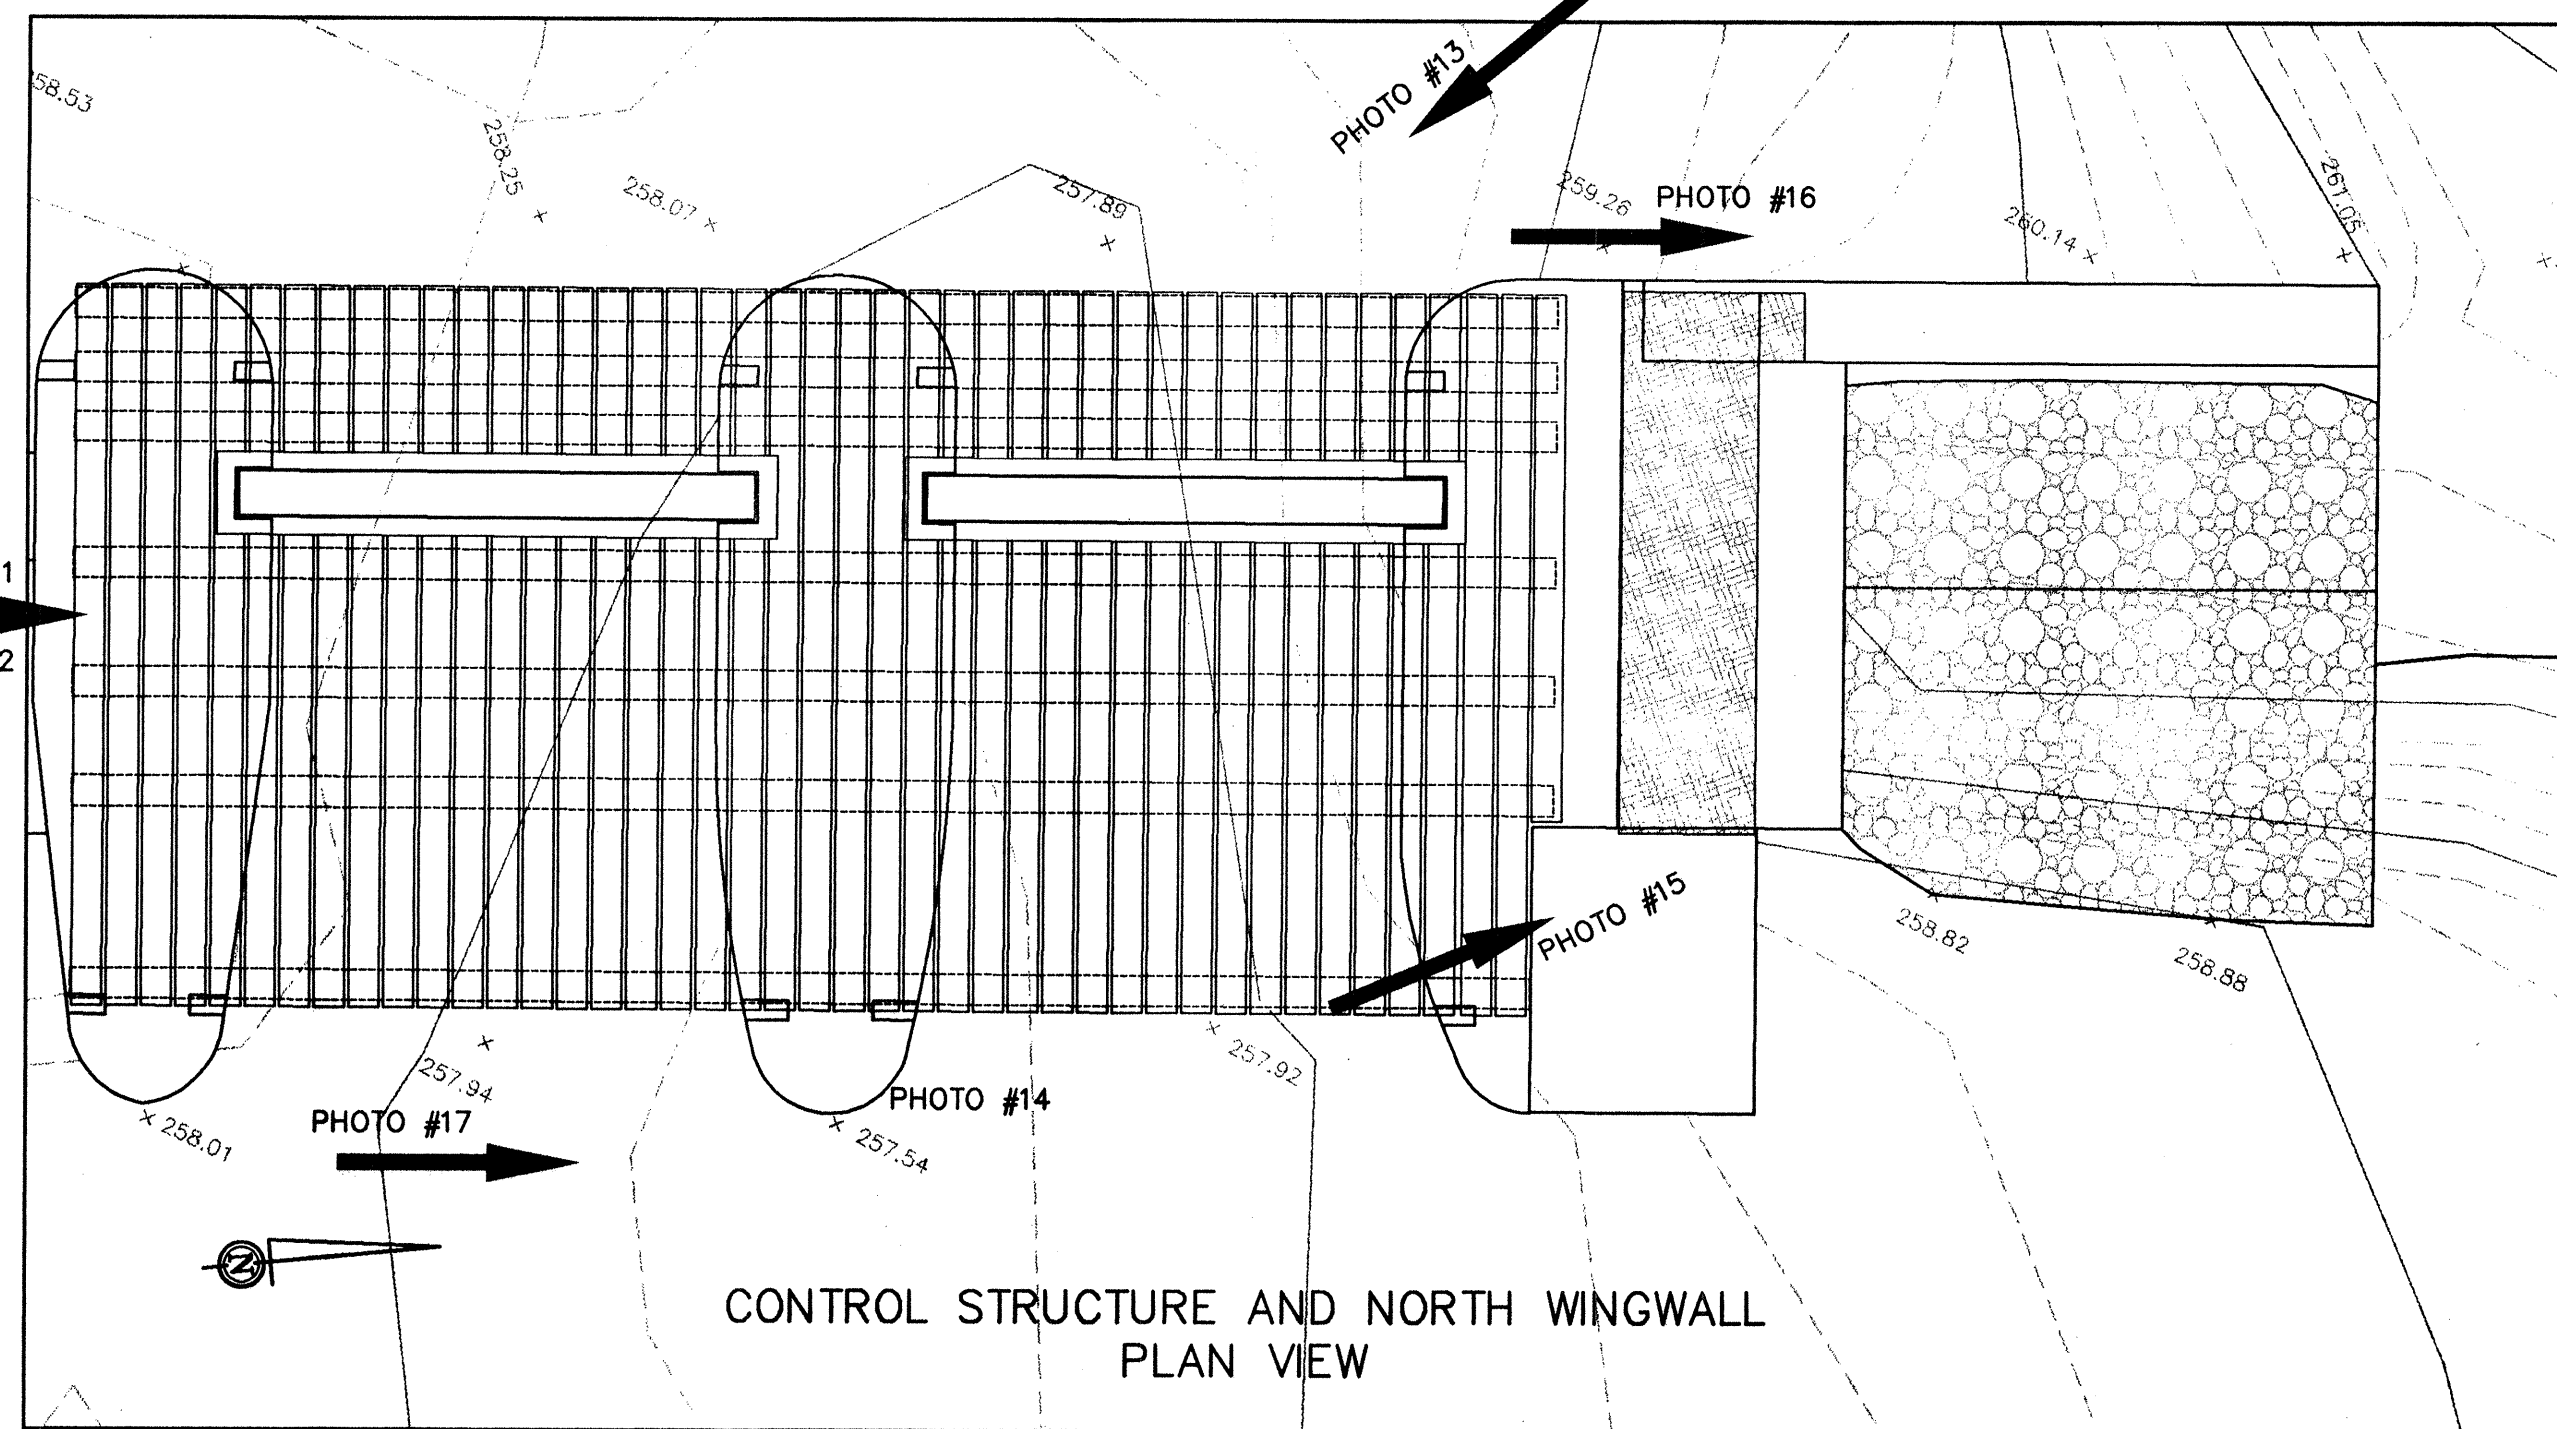 PHOTO #13
58.53
258.25
258.07
257.89
259.26
PHOTO #16
260.14
261.05
1
2
PHOTO #15
258.82
258.88
257.94
257.92
PHOTO #14
PHOTO #17
258.01
257.54
N
CONTROL STRUCTURE AND NORTH WINGWALL
PLAN VIEW